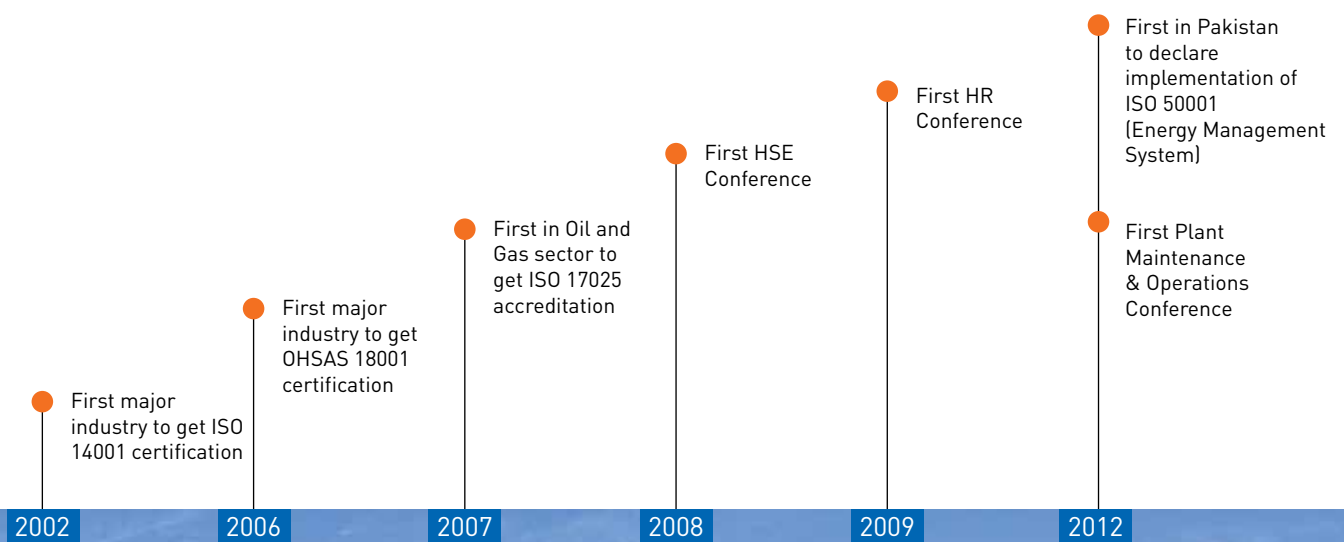 First major
industry to get ISO
14001 certification
First major
industry to get
OHSAS 18001
certification
First in Oil and
Gas sector to
get ISO 17025
accreditation
First HSE
Conference
First HR
Conference
First in Pakistan
to declare
implementation of
ISO 50001
(Energy Management
System)
First Plant
Maintenance
& Operations
Conference
2002
2006
2007
2008
2009
2012